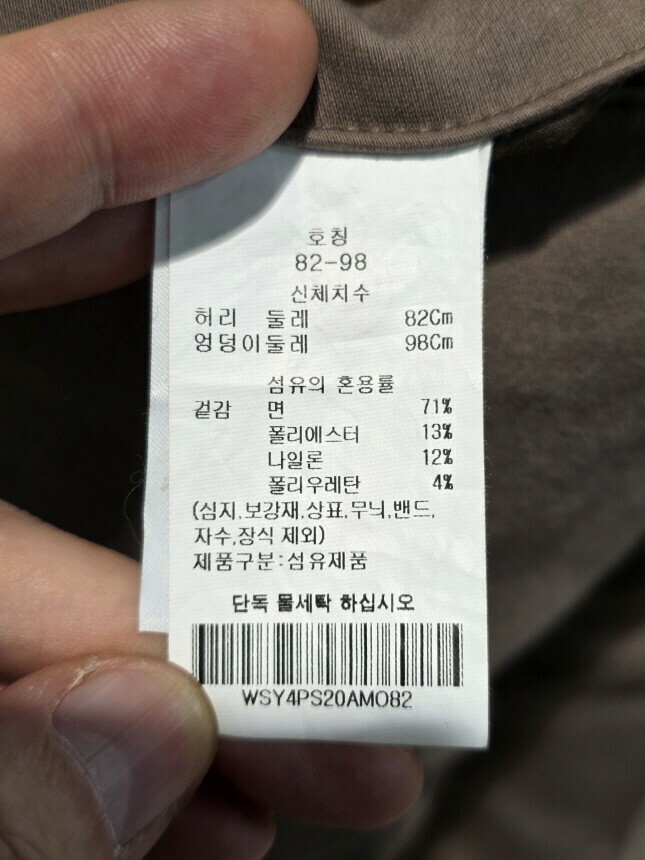 호칭
82-98
신체치수
허리 둘레 82Cm
엉덩이둘레 98Cm
섬유의 혼용률
겉감 면 71%
폴리에스터 13%
나일론 12%
폴리우레탄 4%
(심지,보강재,상표,무늬,밴드,
자수,장식 제외)
제품구분:섬유제품
단독 물세탁 하십시오
WSY4PS20AMO82